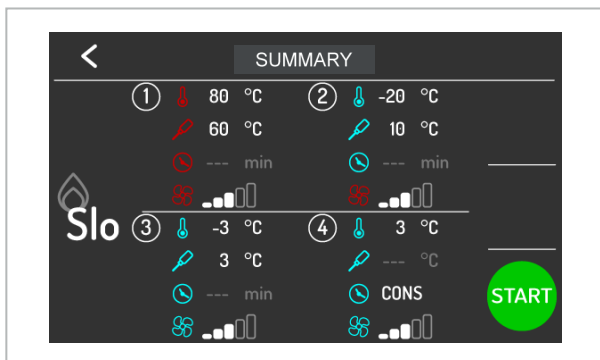 SUMMARY
1 80 °C 2 -20 °C
60 °C 10 °C
--- min --- min
Slo
3 -3 °C 4 3 °C
3 °C --- °C
--- min CONS
START